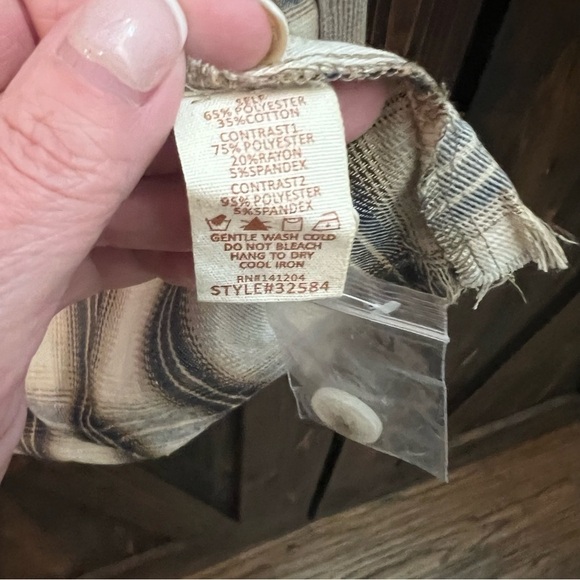 SELF
65% POLYESTER
35%COTTON
CONTRAST1
75% POLYESTER
20%RAYON
5%SPANDEX
CONTRAST2
95% POLYESTER
5%SPANDEX
GENTLE WASH COLD
DO NOT BLEACH
HANG TO DRY
COOL IRON
RN#141204
STYLE#32584